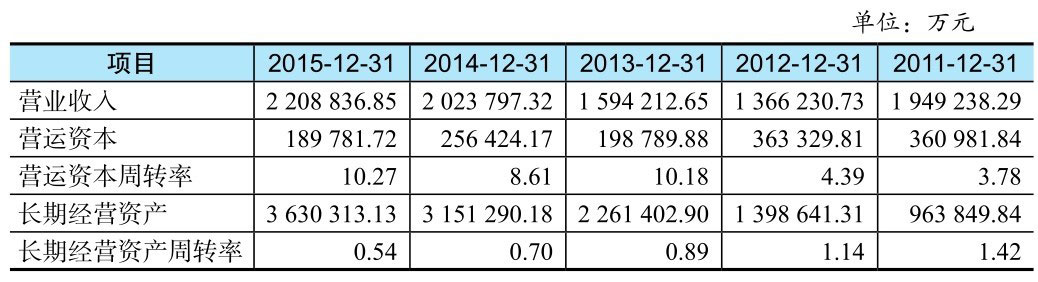 单位：万元
项目 2015-12-31 2014-12-31 2013-12-31 2012-12-31 2011-12-31
营业收入 2 208 836.85 2 023 797.32 1 594 212.65 1 366 230.73 1 949 238.29
营运资本 189 781.72 256 424.17 198 789.88 363 329.81 360 981.84
营运资本周转率 10.27 8.61 10.18 4.39 3.78
长期经营资产 3 630 313.13 3 151 290.18 2 261 402.90 1 398 641.31 963 849.84
长期经营资产周转率 0.54 0.70 0.89 1.14 1.42